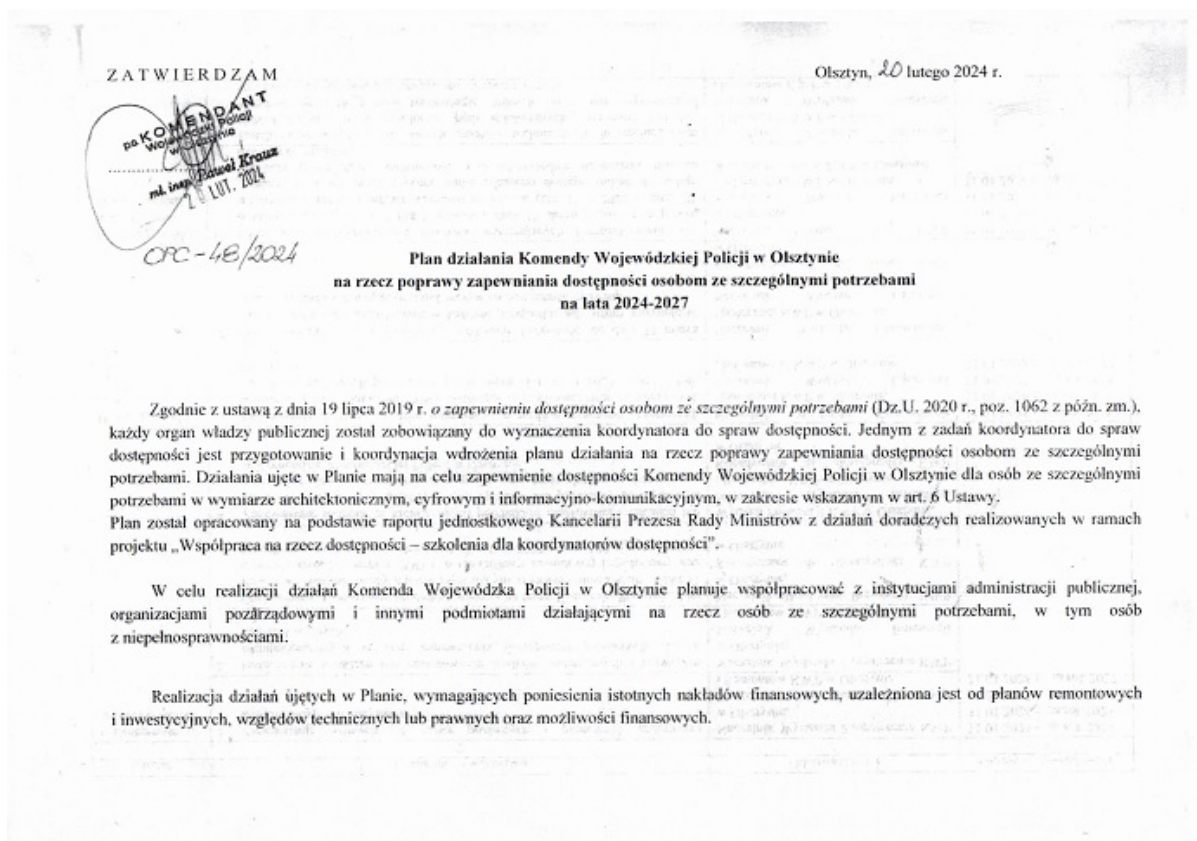 ZATWIERDZAM
Olsztyn, 20 lutego 2024 r.
KOMENDANT
Wojewódzki Policji
w Olsztynie
mł. insp. Paweł Krauz
LUT. 2024
OPC-48/2024
Plan działania Komendy Wojewódzkiej Policji w Olsztynie
na rzecz poprawy zapewniania dostępności osobom ze szczególnymi potrzebami
na lata 2024-2027
Zgodnie z ustawą z dnia 19 lipca 2019 r. o zapewnieniu dostępności osobom ze szczególnymi potrzebami (Dz.U. 2020 r., poz. 1062 z późn. zm.),
każdy organ władzy publicznej został zobowiązany do wyznaczenia koordynatora do spraw dostępności. Jednym z zadań koordynatora do spraw
dostępności jest przygotowanie i koordynacja wdrożenia planu działania na rzecz poprawy zapewniania dostępności osobom ze szczególnymi
potrzebami. Działania ujęte w Planie mają na celu zapewnienie dostępności Komendy Wojewódzkiej Policji w Olsztynie dla osób ze szczególnymi
potrzebami w wymiarze architektonicznym, cyfrowym i informacyjno-komunikacyjnym, w zakresie wskazanym w art. 6 Ustawy.
Plan został opracowany na podstawie raportu jednostkowego Kancelarii Prezesa Rady Ministrów z działań doradczych realizowanych w ramach
projektu „Współpraca na rzecz dostępności – szkolenia dla koordynatorów dostępności”.
W celu realizacji działań Komenda Wojewódzka Policji w Olsztynie planuje współpracować z instytucjami administracji publicznej,
organizacjami pozarządowymi i innymi podmiotami działającymi na rzecz osób ze szczególnymi potrzebami, w tym osób
z niepełnosprawnościami.
Realizacja działań ujętych w Planie, wymagających poniesienia istotnych nakładów finansowych, uzależniona jest od planów remontowych
i inwestycyjnych, względów technicznych lub prawnych oraz możliwości finansowych.